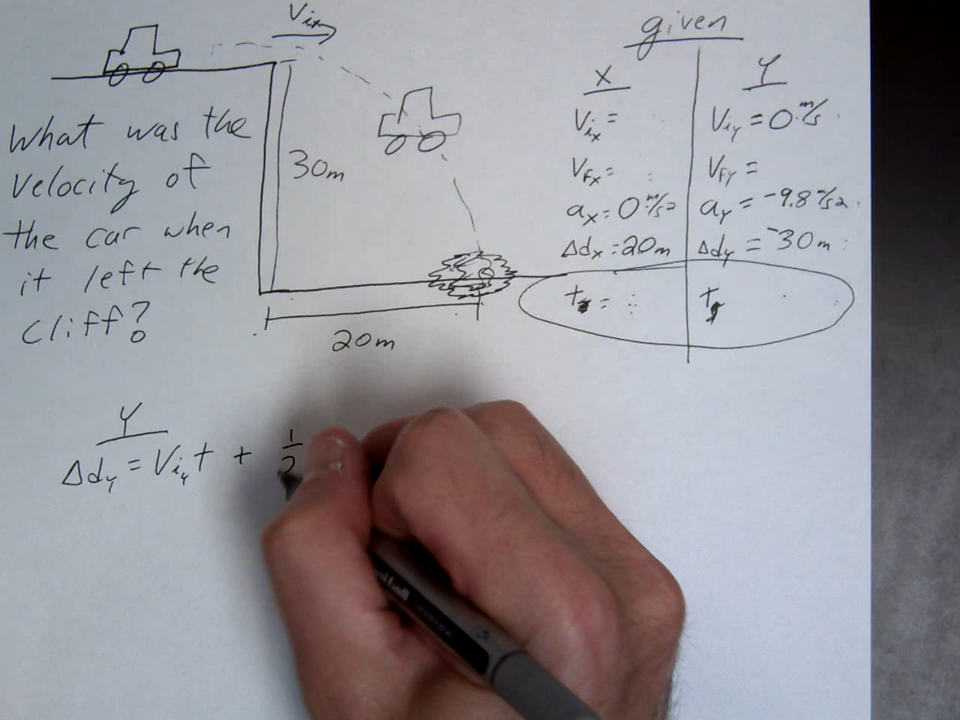 Vix
given
X
Y
Vix =
Viy = 0 m/s
30m
Vfx =
Vfy =
ax = 0 m/s2
ay = -9.8 m/s2
Δdx = 20m
Δdy = -30m
t =
t
What was the
velocity of
the car when
it left the
cliff?
20m
Y
Δdy = Viyt + 1/2